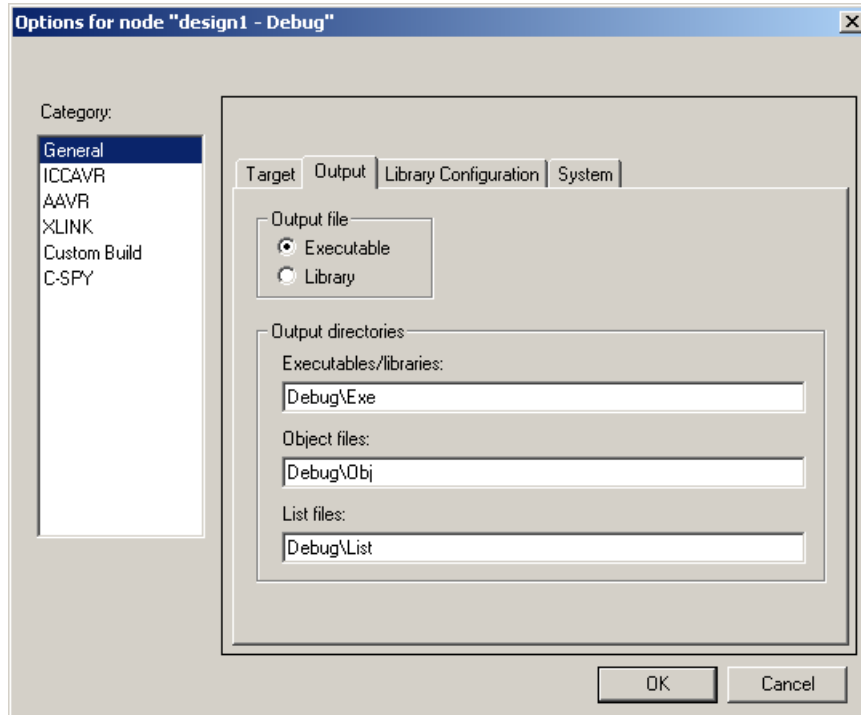 Options for node "design1 - Debug"
Category:
General
ICCAVR
AAVR
XLINK
Custom Build
C-SPY
Target Output Library Configuration System
Output file
Executable
Library
Output directories
Executables/libraries:
Debug\Exe
Object files:
Debug\Obj
List files:
Debug\List
OK Cancel